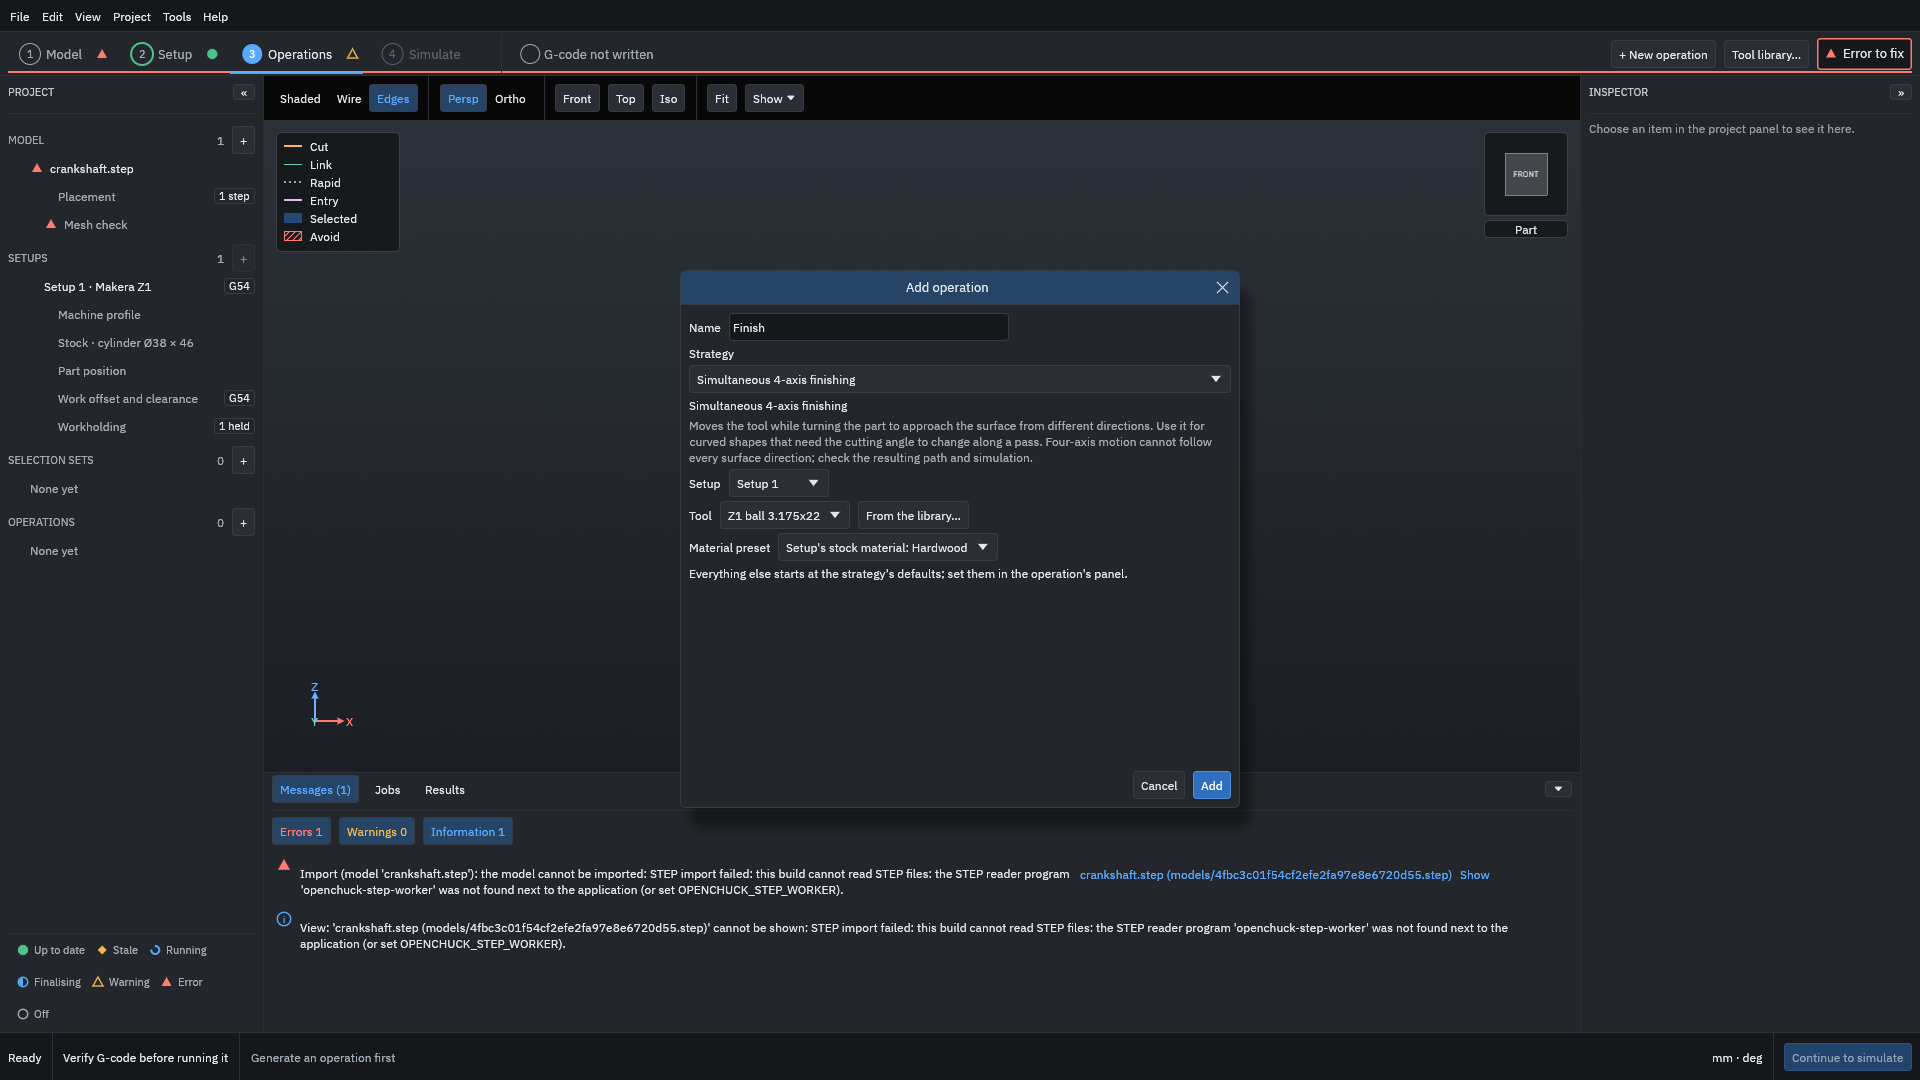 File Edit View Project Tools Help
1 Model 2 Setup 3 Operations 4 Simulate G-code not written + New operation Tool library... Error to fix
PROJECT «
Shaded Wire Edges Persp Ortho Front Top Iso Fit Show
INSPECTOR »
Choose an item in the project panel to see it here.
MODEL 1 +
crankshaft.step
Placement 1 step
Mesh check
SETUPS 1 +
Setup 1 · Makera Z1 G54
Machine profile
Stock · cylinder Ø38 × 46
Part position
Work offset and clearance G54
Workholding 1 held
SELECTION SETS 0 +
None yet
OPERATIONS 0 +
None yet
Cut
Link
Rapid
Entry
Selected
Avoid
FRONT
Part
Z
Y X
Add operation
Name Finish
Strategy
Simultaneous 4-axis finishing
Simultaneous 4-axis finishing
Moves the tool while turning the part to approach the surface from different directions. Use it for
curved shapes that need the cutting angle to change along a pass. Four-axis motion cannot follow
every surface direction; check the resulting path and simulation.
Setup Setup 1
Tool Z1 ball 3.175x22 From the library...
Material preset Setup's stock material: Hardwood
Everything else starts at the strategy's defaults; set them in the operation's panel.
Cancel Add
Messages (1) Jobs Results
Errors 1 Warnings 0 Information 1
Import (model 'crankshaft.step'): the model cannot be imported: STEP import failed: this build cannot read STEP files: the STEP reader program crankshaft.step (models/4fbc3c01f54cf2efe2fa97e8e6720d55.step) Show
'openchuck-step-worker' was not found next to the application (or set OPENCHUCK_STEP_WORKER).
View: 'crankshaft.step (models/4fbc3c01f54cf2efe2fa97e8e6720d55.step)' cannot be shown: STEP import failed: this build cannot read STEP files: the STEP reader program 'openchuck-step-worker' was not found next to the
application (or set OPENCHUCK_STEP_WORKER).
Up to date Stale Running
Finalising Warning Error
Off
Ready Verify G-code before running it Generate an operation first mm · deg Continue to simulate